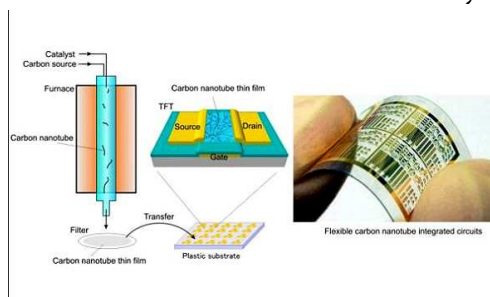 Catalyst
Carbon source
Furnace
Carbon nanotube
Filter
Carbon nanotube thin film
Transfer
Carbon nanotube thin film
TFT
Source
Drain
Gate
Plastic substrate
Flexible carbon nanotube integrated circuits